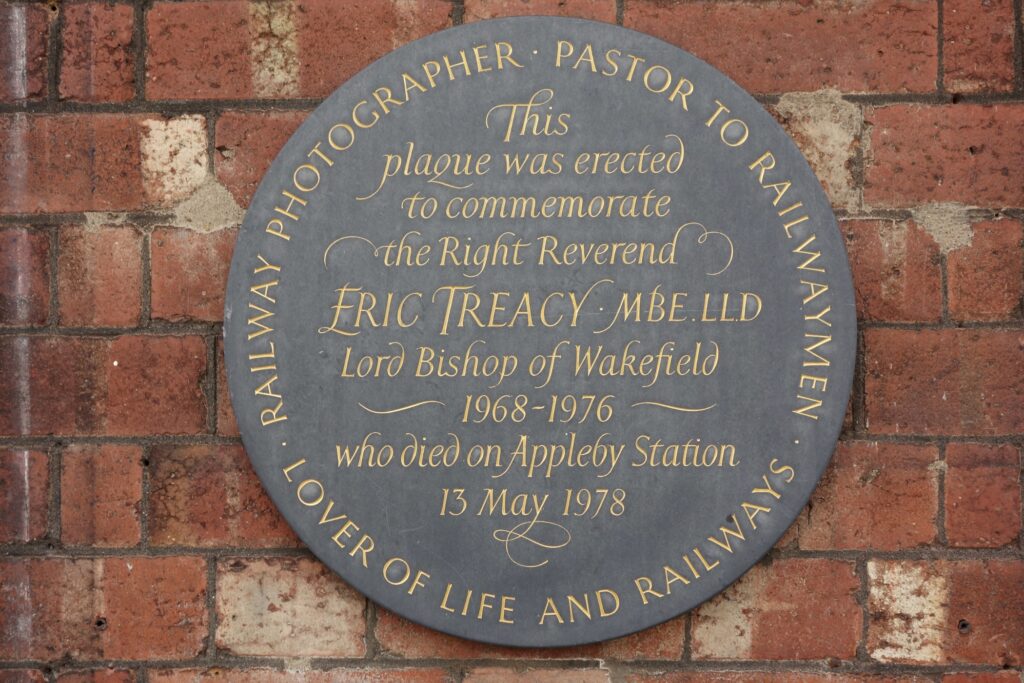 RAILWAY PHOTOGRAPHER · PASTOR TO RAILWAYMEN ·
LOVER OF LIFE AND RAILWAYS ·
This
plaque was erected
to commemorate
the Right Reverend
ERIC TREACY · MBE. LL.D
Lord Bishop of Wakefield
1968-1976
who died on Appleby Station
13 May 1978